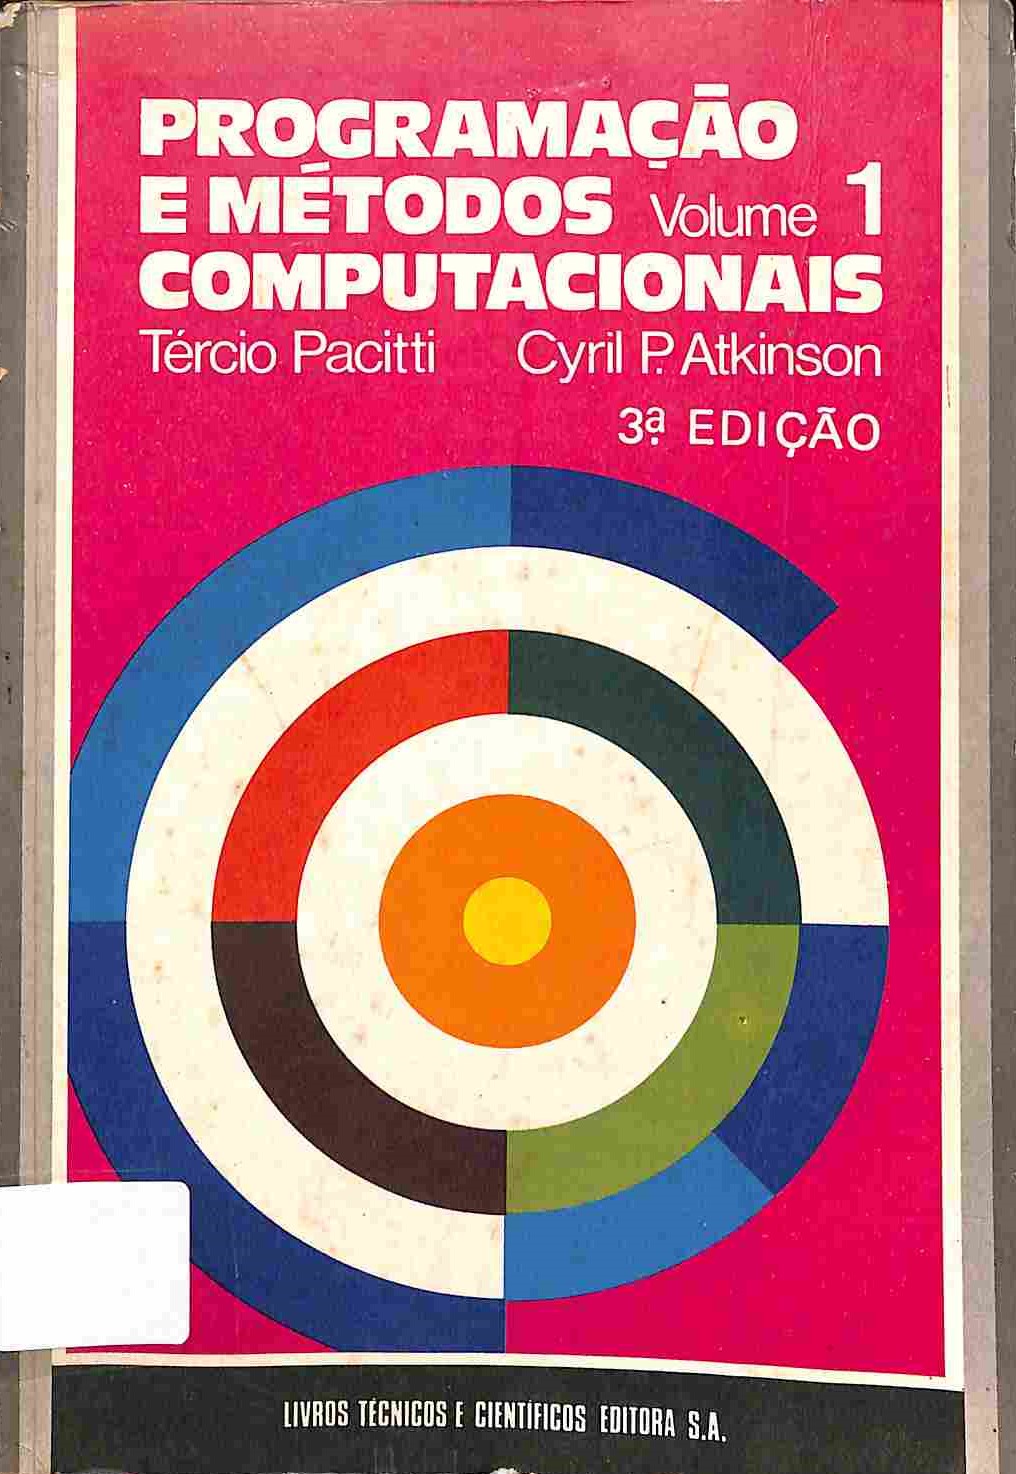 PROGRAMAÇÃO
E MÉTODOS Volume 1
COMPUTACIONAIS
Tércio Pacitti Cyril P. Atkinson
3ª EDIÇÃO
LIVROS TÉCNICOS E CIENTÍFICOS EDITORA S.A.